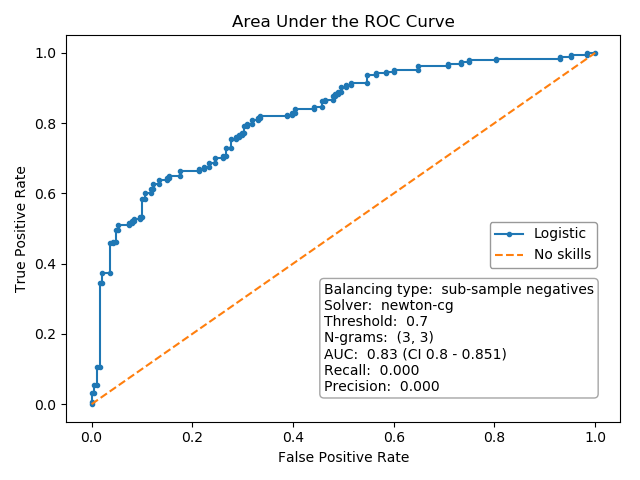 Area Under the ROC Curve
True Positive Rate
1.0
0.8
0.6
0.4
0.2
0.0
Logistic
No skills
Balancing type:  sub-sample negatives
Solver:  newton-cg
Threshold:  0.7
N-grams:  (3, 3)
AUC:  0.83 (CI 0.8 - 0.851)
Recall:  0.000
Precision:  0.000
0.0 0.2 0.4 0.6 0.8 1.0
False Positive Rate